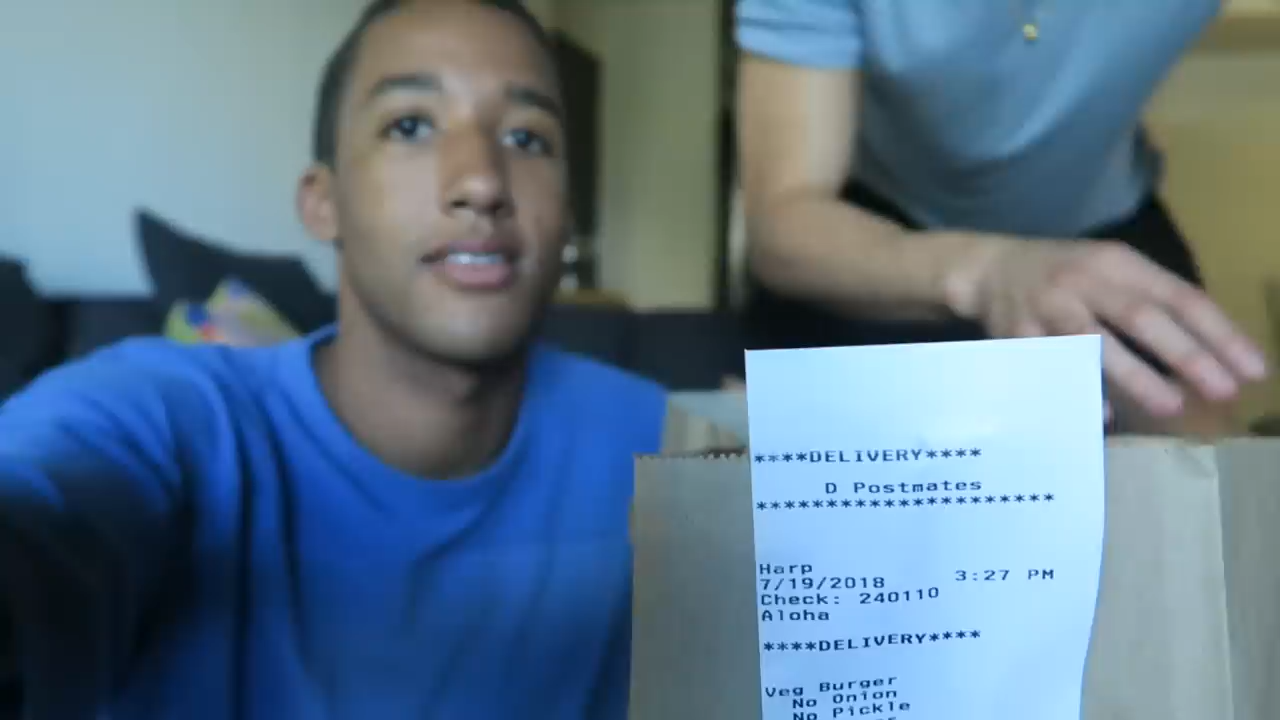 ****DELIVERY****
D Postmates
*********************
Harp
7/19/2018 3:27 PM
Check: 240110
Aloha
****DELIVERY****
Veg Burger
No Onion
No Pickle